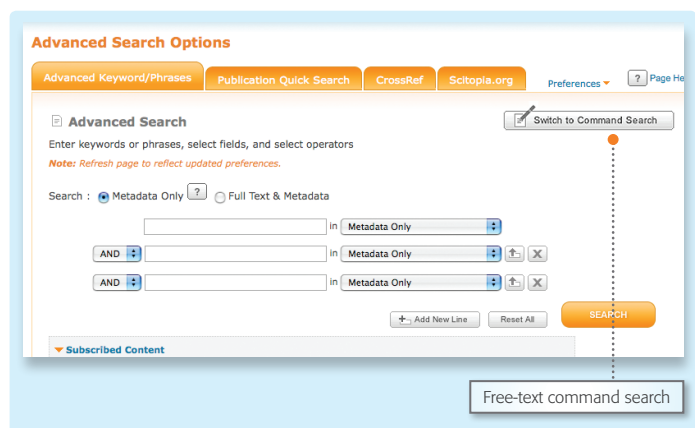 Advanced Search Options
Advanced Keyword/Phrases Publication Quick Search CrossRef Scitopia.org Preferences ? Page He
Advanced Search Switch to Command Search
Enter keywords or phrases, select fields, and select operators
Note: Refresh page to reflect updated preferences.
Search : Metadata Only ? Full Text & Metadata
in Metadata Only
AND in Metadata Only X
AND in Metadata Only X
Add New Line Reset All SEARCH
Subscribed Content
Free-text command search